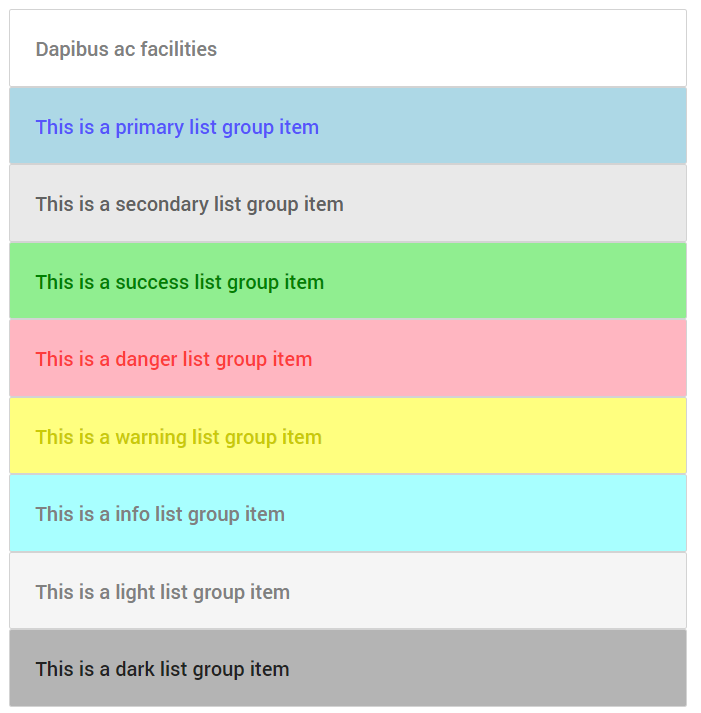 Dapibus ac facilities
This is a primary list group item
This is a secondary list group item
This is a success list group item
This is a danger list group item
This is a warning list group item
This is a info list group item
This is a light list group item
This is a dark list group item